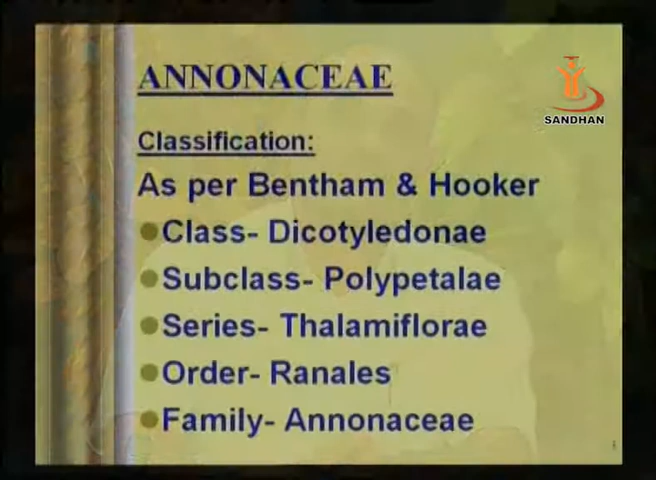 ANNONACEAE
SANDHAN
Classification:
As per Bentham & Hooker
Class- Dicotyledonae
Subclass- Polypetalae
Series- Thalamiflorae
Order- Ranales
Family- Annonaceae